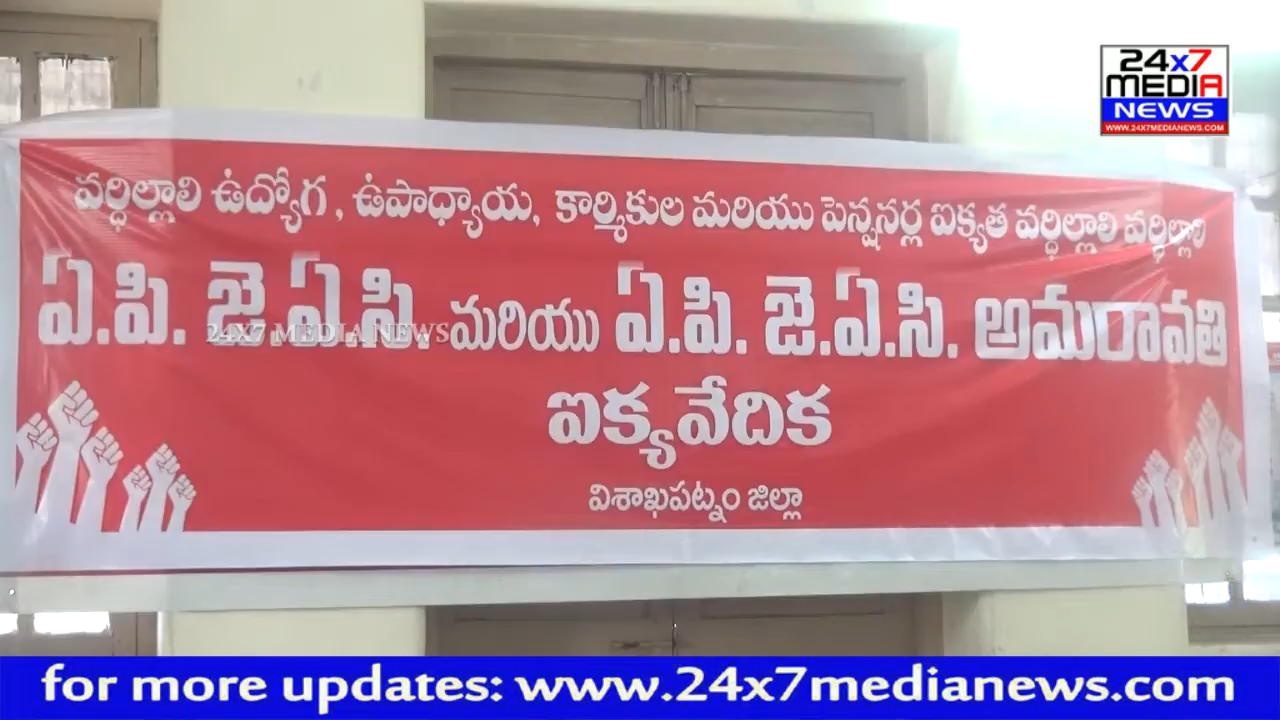 24x7
MEDIA
NEWS
WWW.24X7MEDIANEWS.COM
వర్ధిల్లాలి ఉద్యోగ, ఉపాధ్యాయ, కార్మికుల మరియు పెన్షనర్ల ఐక్యత వర్ధిల్లాలి వర్ధిల్లాలి
ఏ.పి. జె.ఏ.సి. మరియు ఏ.పి. జె.ఏ.సి. అమరావతి
24X7 MEDIA NEWS
ఐక్యవేదిక
విశాఖపట్నం జిల్లా
for more updates: www.24x7medianews.com